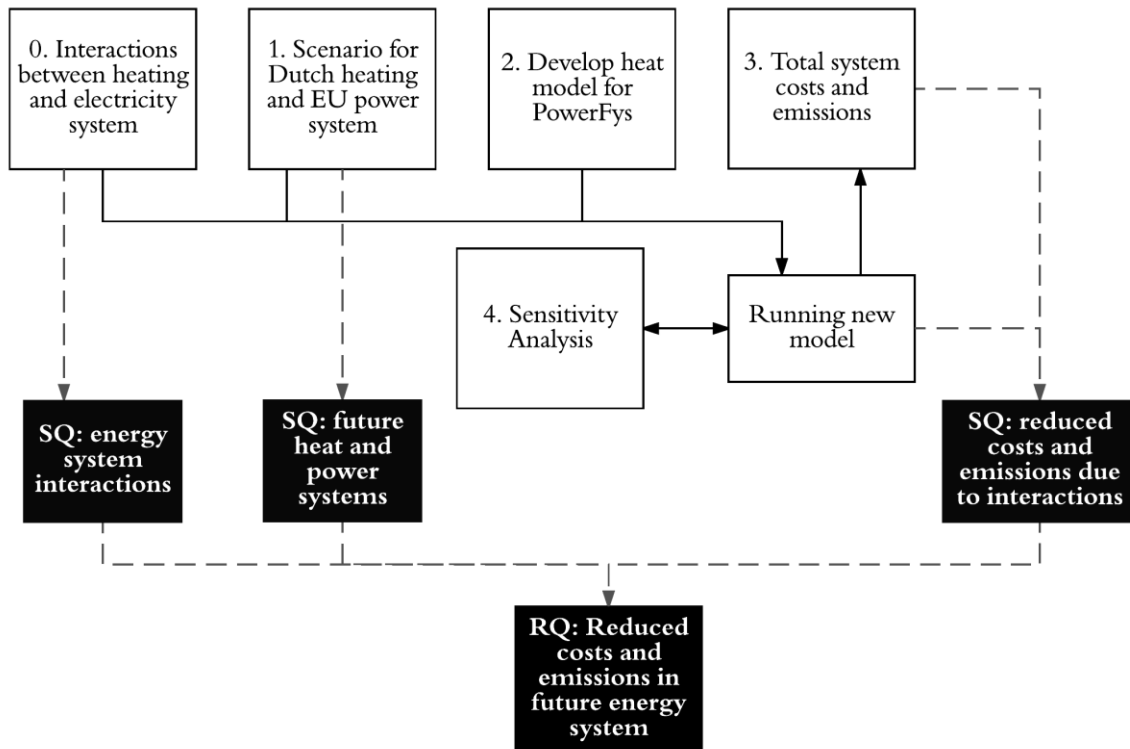 0. Interactions
between heating
and electricity
system
1. Scenario for
Dutch heating
and EU power
system
2. Develop heat
model for
PowerFys
3. Total system
costs and
emissions
4. Sensitivity
Analysis
Running new
model
SQ: energy
system
interactions
SQ: future
heat and
power
systems
SQ: reduced
costs and
emissions due
to interactions
RQ: Reduced
costs and
emissions in
future energy
system